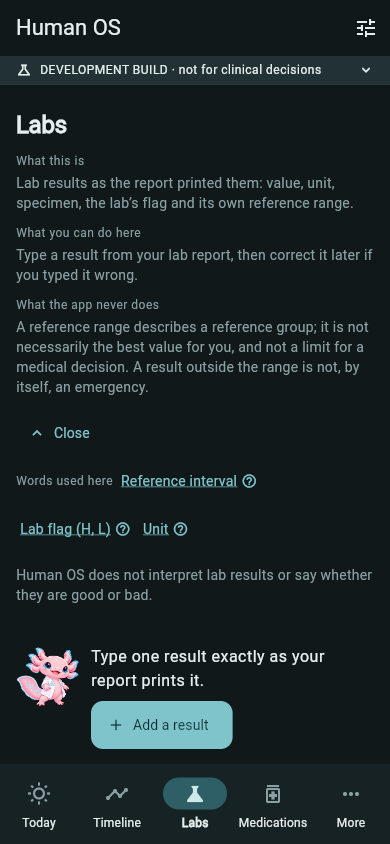 Human OS
DEVELOPMENT BUILD · not for clinical decisions
Labs
What this is
Lab results as the report printed them: value, unit,
specimen, the lab's flag and its own reference range.
What you can do here
Type a result from your lab report, then correct it later if
you typed it wrong.
What the app never does
A reference range describes a reference group; it is not
necessarily the best value for you, and not a limit for a
medical decision. A result outside the range is not, by
itself, an emergency.
Close
Words used here Reference interval
Lab flag (H, L) Unit
Human OS does not interpret lab results or say whether
they are good or bad.
Type one result exactly as your
report prints it.
+ Add a result
Today Timeline Labs Medications More